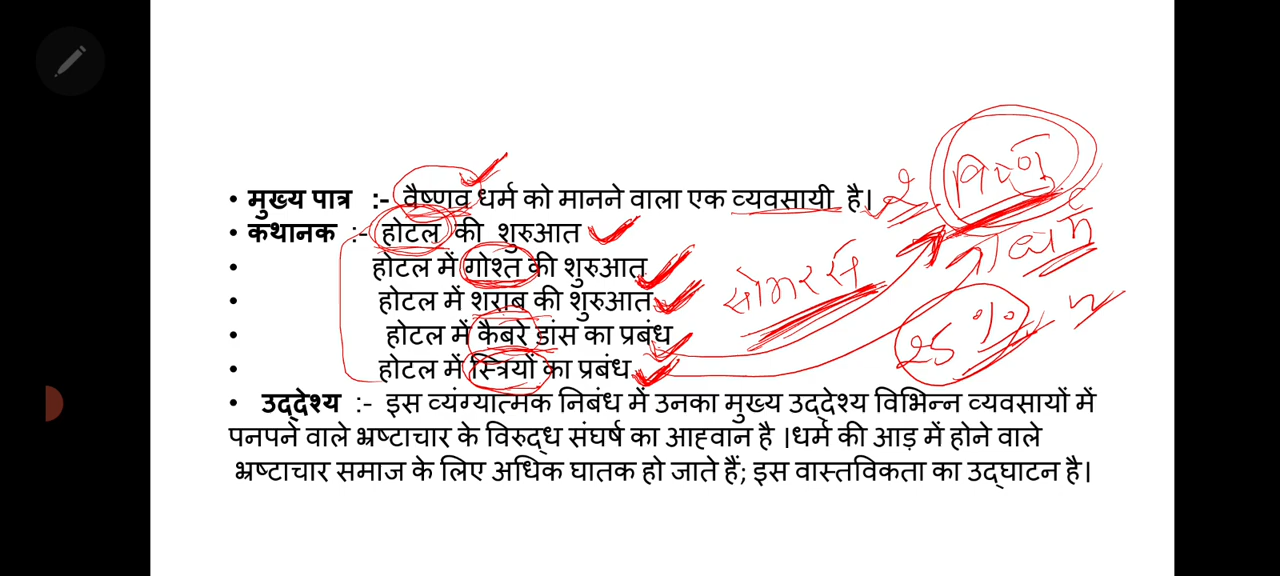 • मुख्य पात्र :- वैष्णव धर्म को मानने वाला एक व्यवसायी है।
विष्णु
• कथानक :- होटल की शुरुआत
• होटल में गोश्त की शुरुआत
सोमरस
• होटल में शराब की शुरुआत
• होटल में कैबरे डांस का प्रबंध
25%
• होटल में स्त्रियों का प्रबंध
• उद्देश्य :- इस व्यंग्यात्मक निबंध में उनका मुख्य उद्देश्य विभिन्न व्यवसायों में
पनपने वाले भ्रष्टाचार के विरुद्ध संघर्ष का आह्वान है ।धर्म की आड़ में होने वाले
भ्रष्टाचार समाज के लिए अधिक घातक हो जाते हैं; इस वास्तविकता का उद्घाटन है।